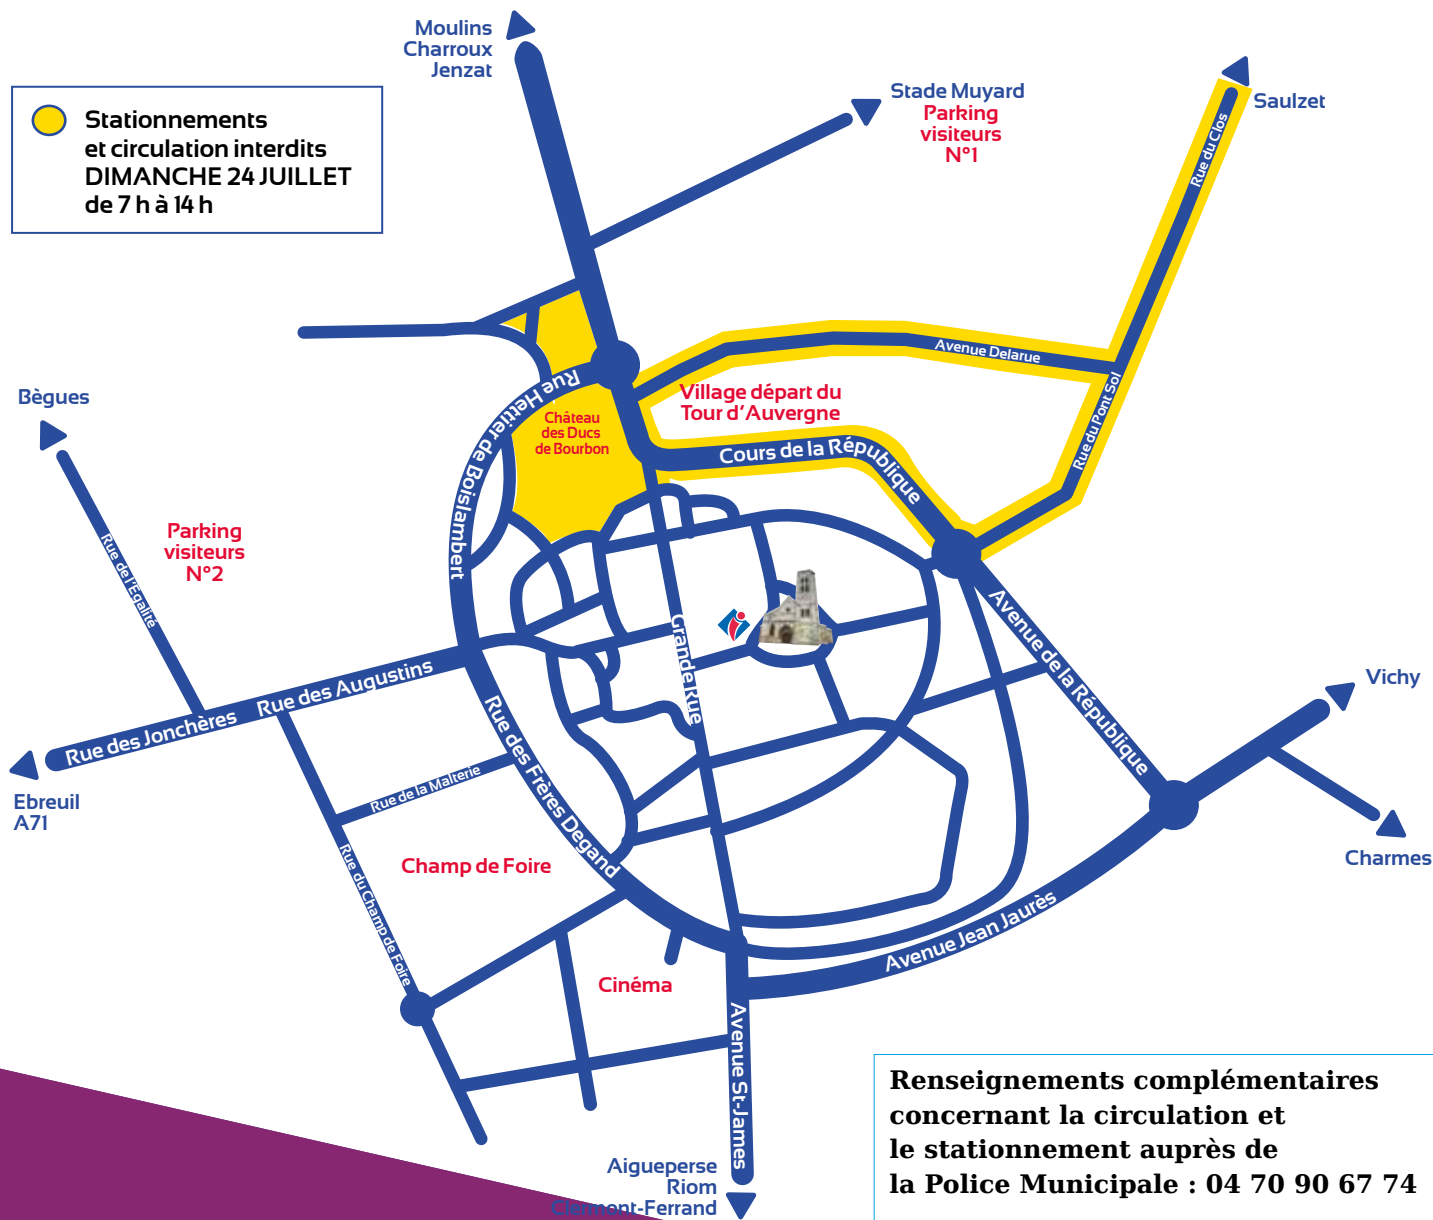 Moulins
Charroux
Jenzat
Stade Muyard
Parking
visiteurs
N°1
Saulzet
Stationnements
et circulation interdits
DIMANCHE 24 JUILLET
de 7 h à 14 h
Rue du Clos
Avenue Delarue
Rue du Pont Sol
Village départ du
Tour d'Auvergne
Cours de la République
Rue Hettier de Boislambert
Château
des Ducs
de Bourbon
Bègues
Rue de l'Egalité
Parking
visiteurs
N°2
Grande Rue
Avenue de la République
Vichy
Charmes
Rue des Augustins
Rue des Jonchères
Ebreuil
A71
Rue de la Malterie
Rue des Frères Degand
Rue du Champ de Foire
Champ de Foire
Cinéma
Avenue Jean Jaurès
Avenue St-James
Aigueperse
Riom
Clermont-Ferrand
Renseignements complémentaires
concernant la circulation et
le stationnement auprès de
la Police Municipale : 04 70 90 67 74